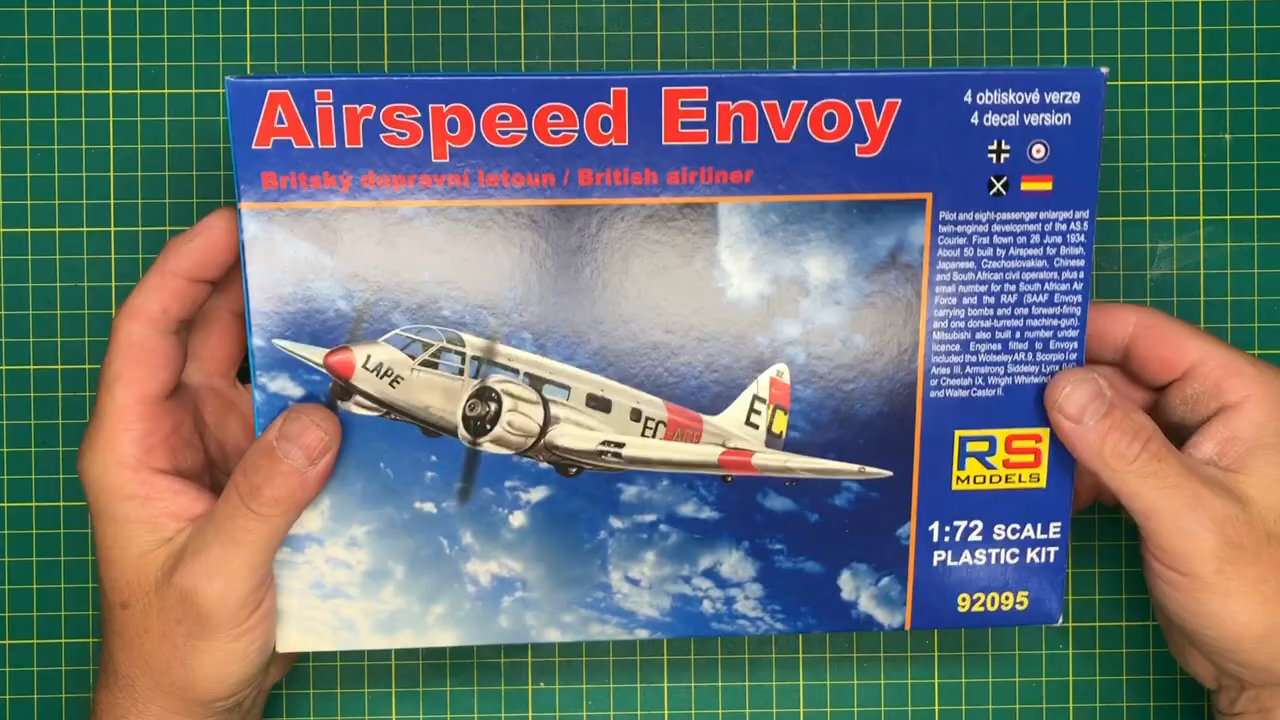 Airspeed Envoy
Britský dopravní letoun / British airliner
4 obtiskové verze
4 decal version
Pilot and eight-passenger enlarged and
twin-engined development of the AS.5
Courier. First flown on 26 June 1934.
About 50 built by Airspeed for British,
Japanese, Czechoslovakian, Chinese
and South African civil operators, plus a
small number for the South African Air
Force and the RAF (SAAF Envoys
carrying bombs and one forward-firing
and one dorsal-turreted machine-gun).
Mitsubishi also built a number under
licence. Engines fitted to Envoys
included the Wolseley AR.9, Scorpio I or
Aries III, Armstrong Siddeley Lynx
or Cheetah IX, Wright Whirlwind
and Walter Castor II.
LAPE
EC
EC
RS
MODELS
1:72 SCALE
PLASTIC KIT
92095